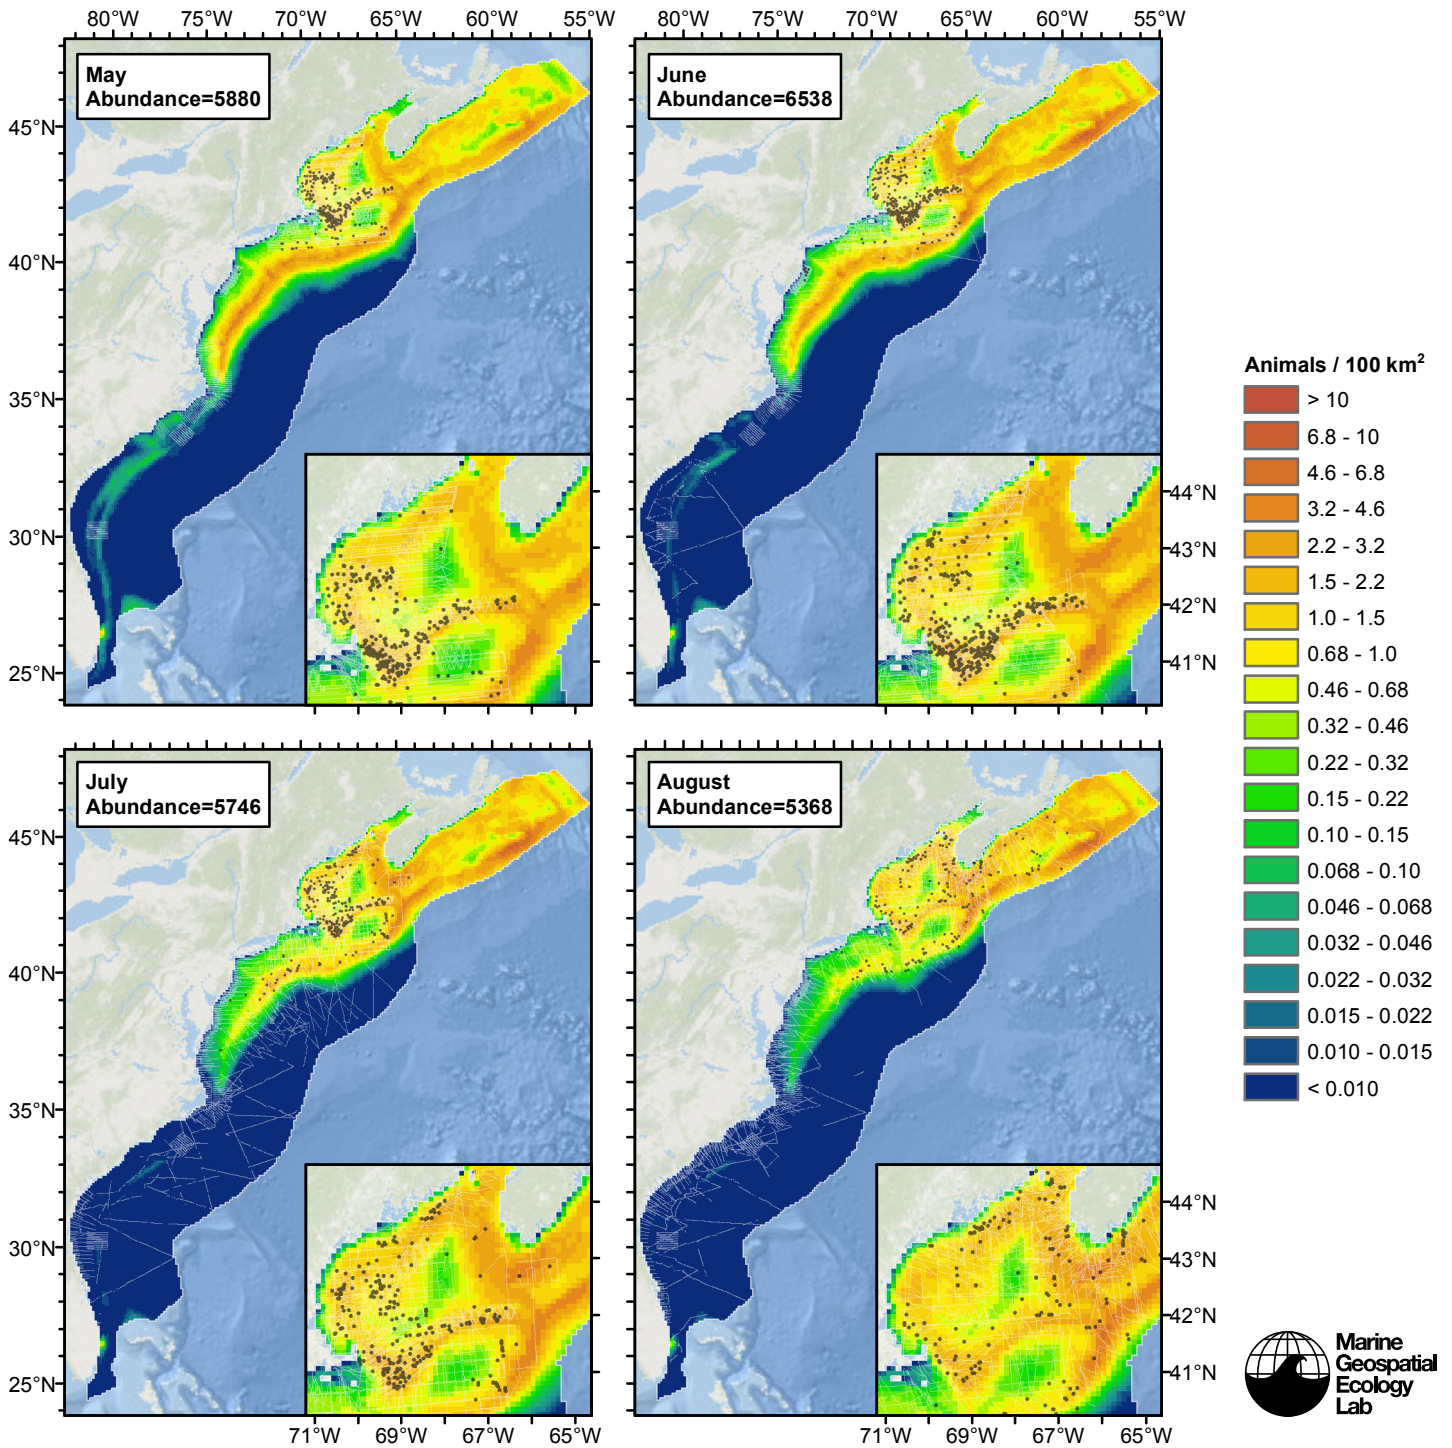 80°W 75°W 70°W 65°W 60°W 55°W
80°W 75°W 70°W 65°W 60°W 55°W
May
Abundance=5880
June
Abundance=6538
45°N
40°N
35°N
30°N
25°N
44°N
43°N
42°N
41°N
July
Abundance=5746
August
Abundance=5368
45°N
40°N
35°N
30°N
25°N
44°N
43°N
42°N
41°N
71°W 69°W 67°W 65°W
71°W 69°W 67°W 65°W
Animals / 100 km²
> 10
6.8 - 10
4.6 - 6.8
3.2 - 4.6
2.2 - 3.2
1.5 - 2.2
1.0 - 1.5
0.68 - 1.0
0.46 - 0.68
0.32 - 0.46
0.22 - 0.32
0.15 - 0.22
0.10 - 0.15
0.068 - 0.10
0.046 - 0.068
0.032 - 0.046
0.022 - 0.032
0.015 - 0.022
0.010 - 0.015
< 0.010
Marine
Geospatial
Ecology
Lab